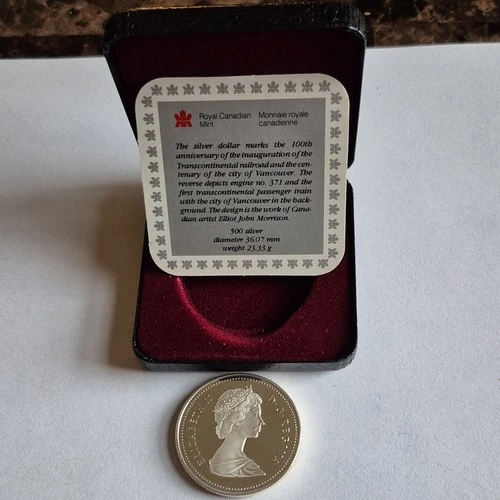 Royal Canadian Mint
Monnaie royale canadienne
The silver dollar marks the 100th
anniversary of the inauguration of the
Transcontinental railroad and the cen-
tenary of the city of Vancouver. The
reverse depicts engine no. 371 and the
first transcontinental passenger train
with the city of Vancouver in the back-
ground. The design is the work of Cana-
dian artist Elliot John Morrison.
500 silver
diameter 36.07 mm
weight 23.33 g
ELIZABETH II D·G·REGINA